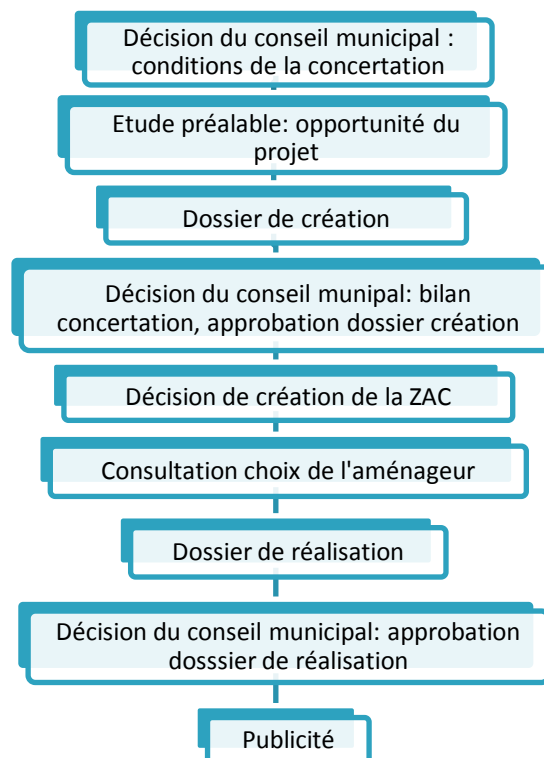 Décision du conseil municipal :
conditions de la concertation
Etude préalable: opportunité du
projet
Dossier de création
Décision du conseil munipal: bilan
concertation, approbation dossier création
Décision de création de la ZAC
Consultation choix de l'aménageur
Dossier de réalisation
Décision du conseil municipal: approbation
dosssier de réalisation
Publicité